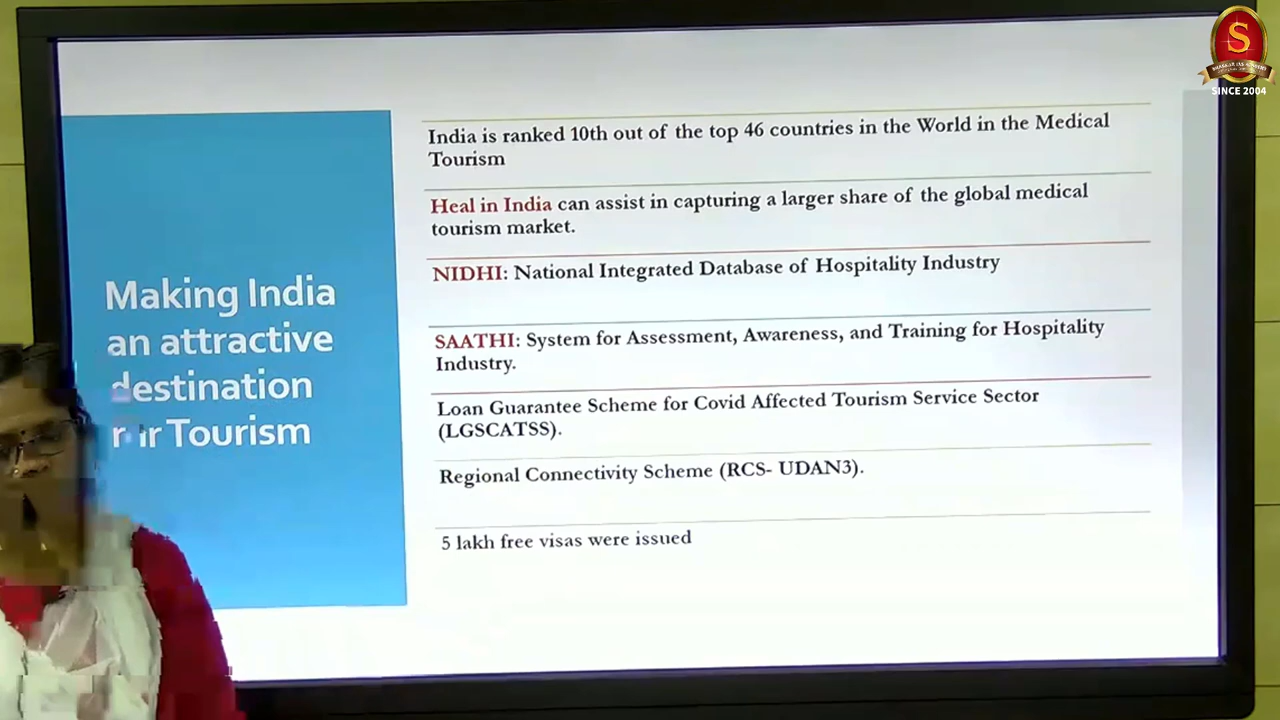 S
SINCE 2004
Making India
an attractive
destination
Tourism
India is ranked 10th out of the top 46 countries in the World in the Medical
Tourism
Heal in India can assist in capturing a larger share of the global medical
tourism market.
NIDHI: National Integrated Database of Hospitality Industry
SAATHI: System for Assessment, Awareness, and Training for Hospitality
Industry.
Loan Guarantee Scheme for Covid Affected Tourism Service Sector
(LGSCATSS).
Regional Connectivity Scheme (RCS- UDAN3).
5 lakh free visas were issued